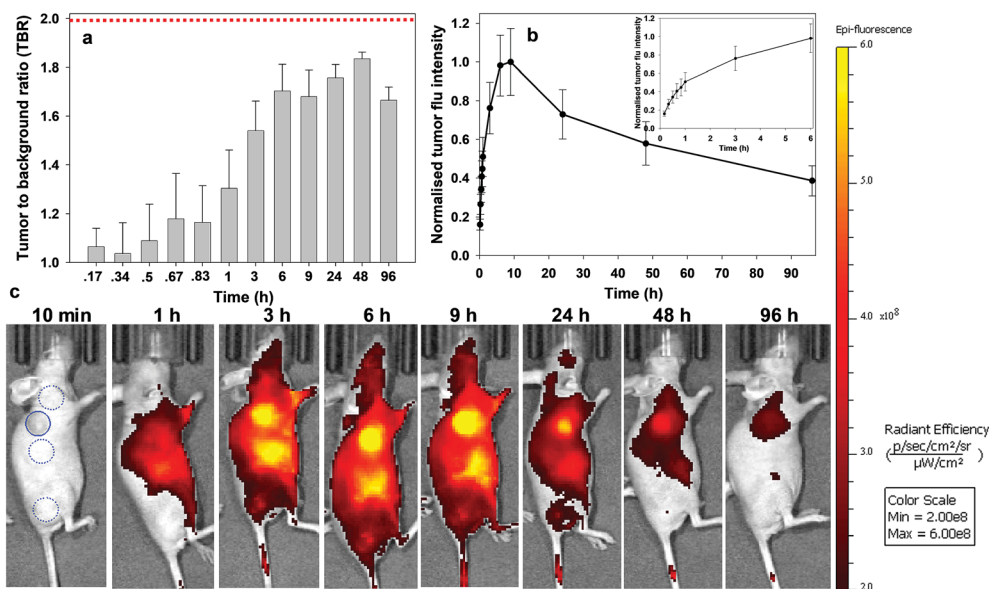 a
Tumor to background ratio (TBR)
2.0
1.8
1.6
1.4
1.2
1.0
.17 .34 .5 .67 .83 1 3 6 9 24 48 96
Time (h)
b
Normalised tumor flu intensity
1.2
1.0
0.8
0.6
0.4
0.2
0.0
0 10 20 30 40 50 60 70 80 90
Time (h)
Normalised tumor flu intensity
1.2
1.0
0.8
0.6
0.4
0.2
0.0
0 1 2 3 4 5 6
Time (h)
c
10 min 1 h 3 h 6 h 9 h 24 h 48 h 96 h
Epi-fluorescence
6.0
5.0
4.0 x10⁸
3.0
2.0
Radiant Efficiency
(p/sec/cm²/sr
µW/cm²)
Color Scale
Min = 2.00e8
Max = 6.00e8